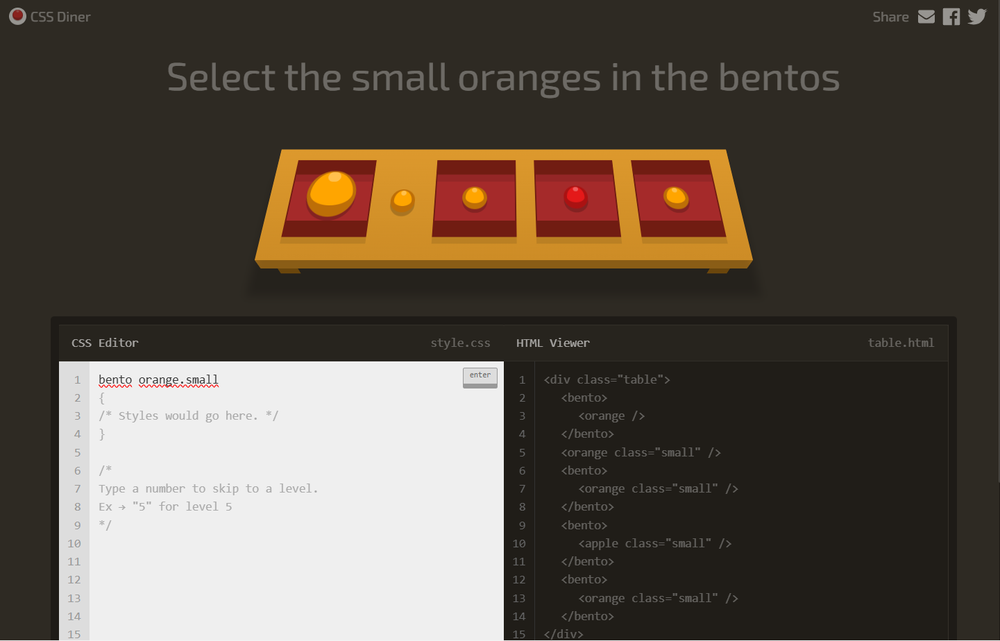 CSS Diner
Share
Select the small oranges in the bentos
CSS Editor
style.css
1 bento orange.small
enter
2 {
3 /* Styles would go here. */
4 }
5
6 /*
7 Type a number to skip to a level.
8 Ex → "5" for level 5
9 */
10
11
12
13
14
15
HTML Viewer
table.html
1 <div class="table">
2 <bento>
3 <orange />
4 </bento>
5 <orange class="small" />
6 <bento>
7 <orange class="small" />
8 </bento>
9 <bento>
10 <apple class="small" />
11 </bento>
12 <bento>
13 <orange class="small" />
14 </bento>
15 </div>